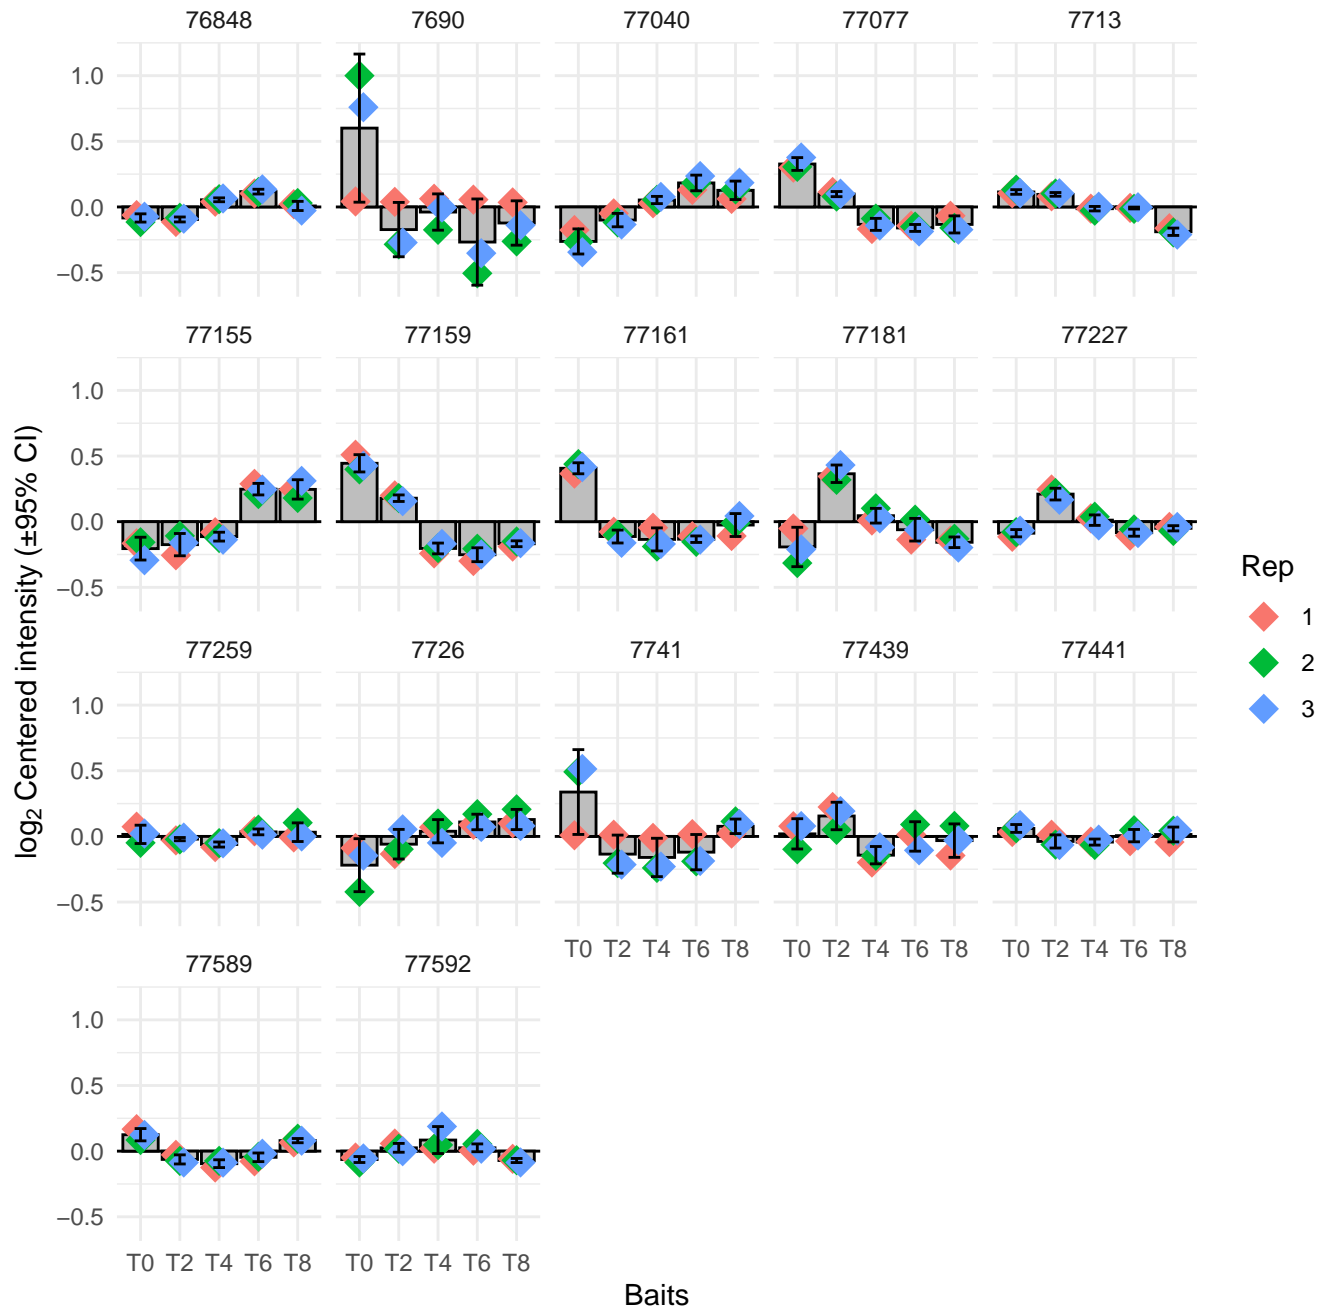 76848 7690 77040 77077 7713
1.0
0.5
0.0
−0.5
77155 77159 77161 77181 77227
1.0
0.5
0.0
−0.5
77259 7726 7741 77439 77441
1.0
0.5
0.0
−0.5
T0 T2 T4 T6 T8 T0 T2 T4 T6 T8 T0 T2 T4 T6 T8
77589 77592
1.0
0.5
0.0
−0.5
T0 T2 T4 T6 T8 T0 T2 T4 T6 T8
Baits
log₂ Centered intensity (±95% CI)
Rep
1
2
3